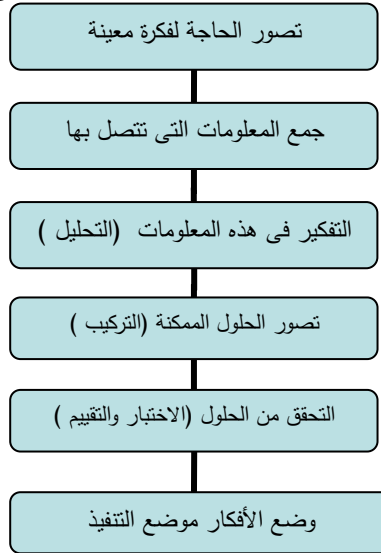 تصور الحاجة لفكرة معينة
جمع المعلومات التى تتصل بها
التفكير فى هذه المعلومات (التحليل )
تصور الحلول الممكنة (التركيب )
التحقق من الحلول (الاختبار والتقييم )
وضع الأفكار موضع التنفيذ